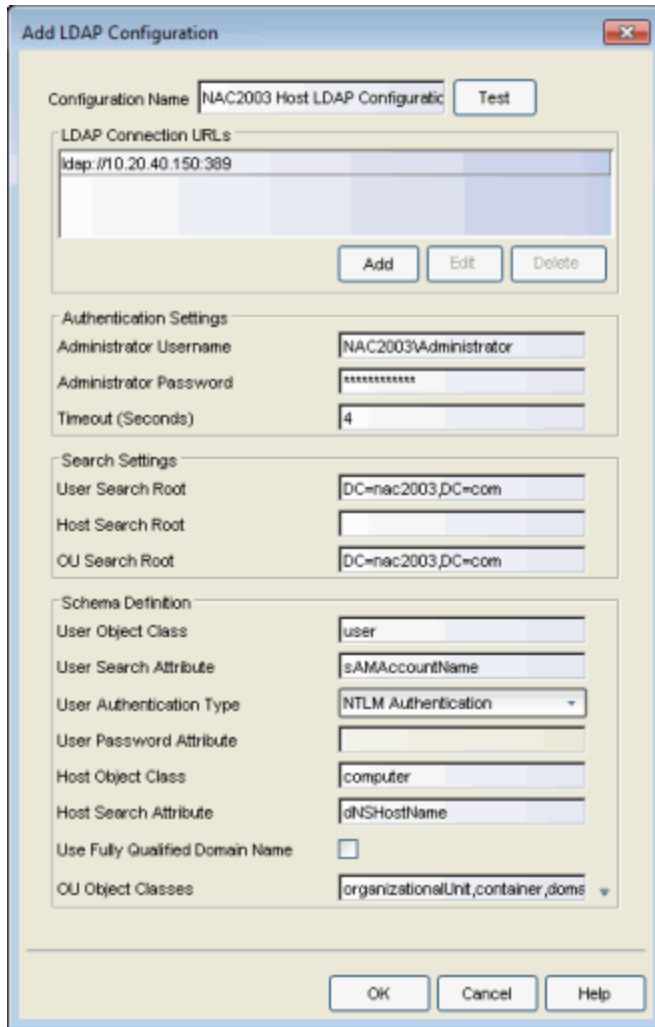 Add LDAP Configuration
Configuration Name NAC2003 Host LDAP Configuratic Test
LDAP Connection URLs
ldap://10.20.40.150:389
Add Edit Delete
Authentication Settings
Administrator Username NAC2003\Administrator
Administrator Password ************
Timeout (Seconds) 4
Search Settings
User Search Root DC=nac2003,DC=com
Host Search Root
OU Search Root DC=nac2003,DC=com
Schema Definition
User Object Class user
User Search Attribute sAMAccountName
User Authentication Type NTLM Authentication
User Password Attribute
Host Object Class computer
Host Search Attribute dNSHostName
Use Fully Qualified Domain Name
OU Object Classes organizationalUnit,container,doma
OK Cancel Help